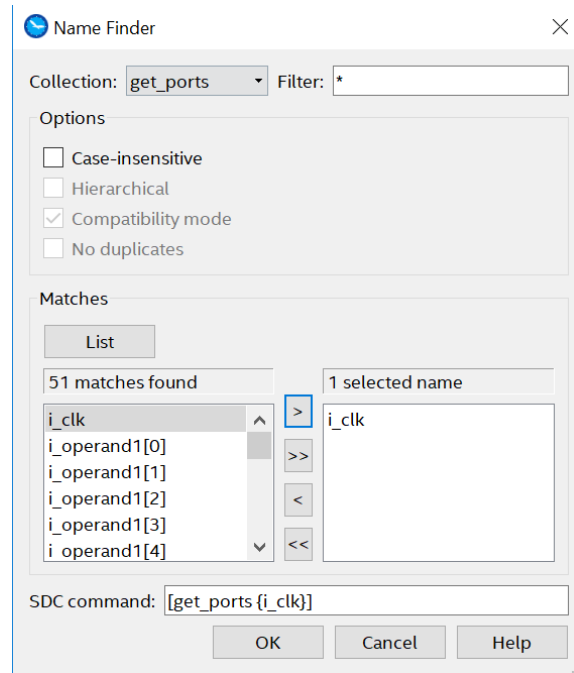 Name Finder
Collection: get_ports Filter: *
Options
Case-insensitive
Hierarchical
Compatibility mode
No duplicates
Matches
List
51 matches found
1 selected name
i_clk
i_operand1[0]
i_operand1[1]
i_operand1[2]
i_operand1[3]
i_operand1[4]
>
>>
<
<<
i_clk
SDC command: [get_ports {i_clk}]
OK Cancel Help